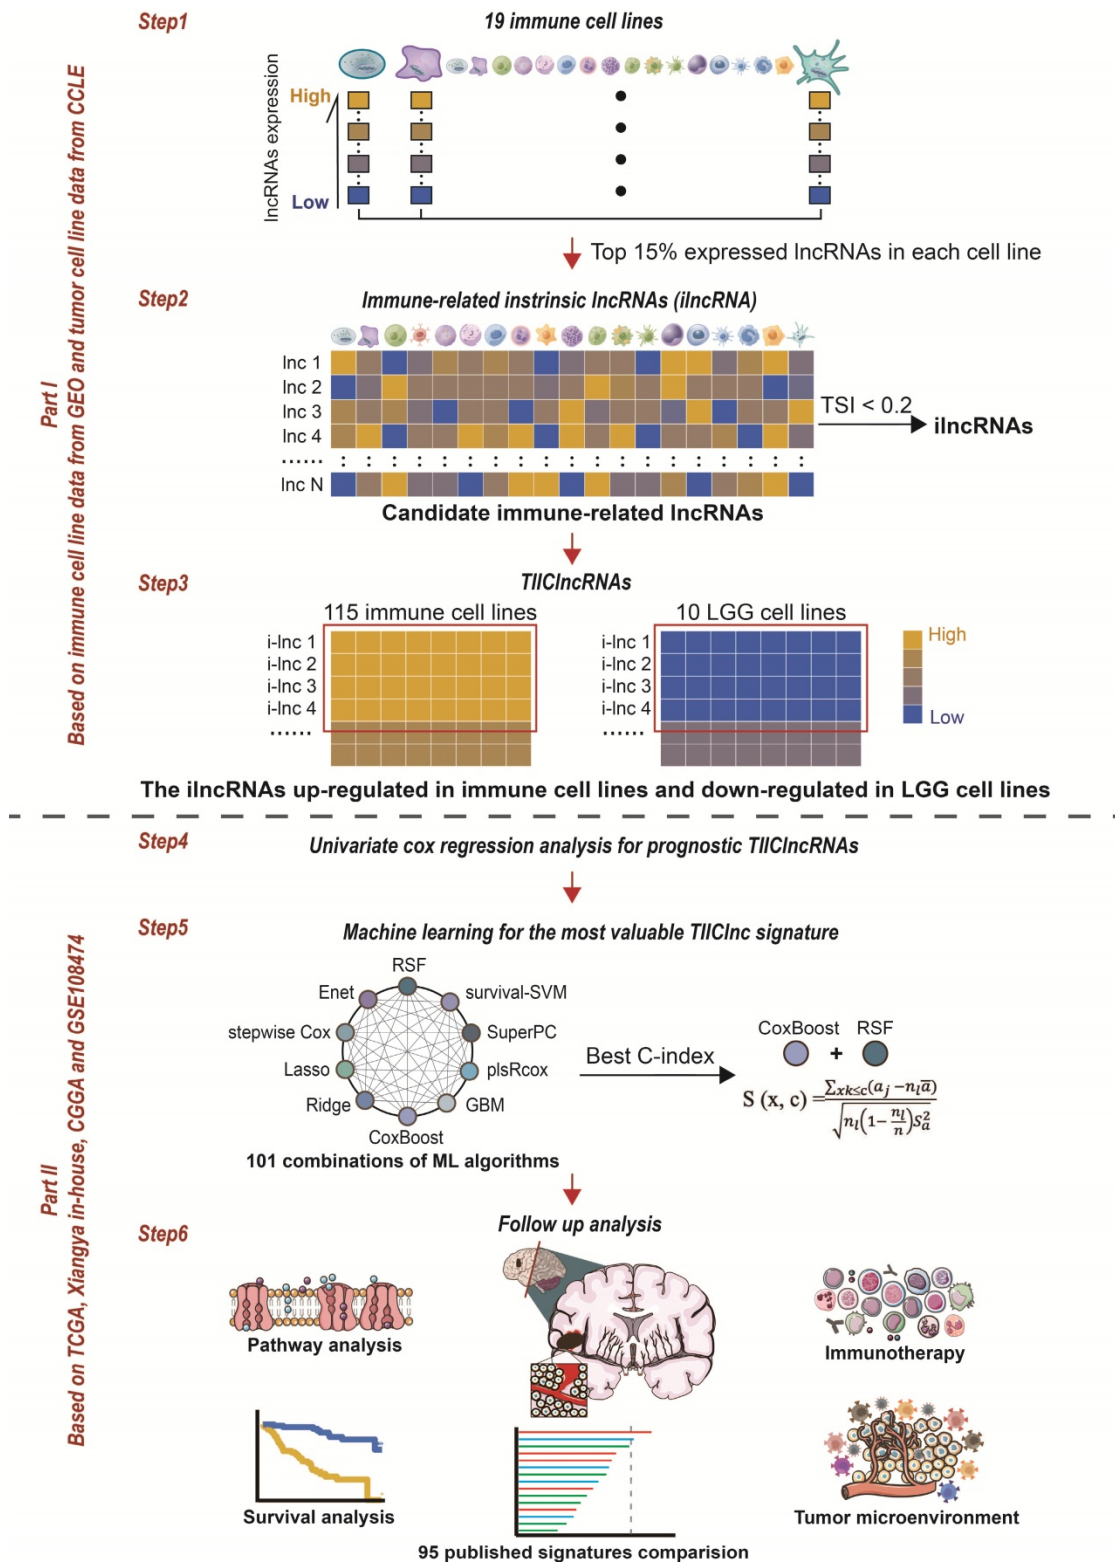 Step1
19 immune cell lines
High
Low
lncRNAs expression
Top 15% expressed lncRNAs in each cell line
Step2
Immune-related instrinsic lncRNAs (ilncRNA)
lnc 1
lnc 2
lnc 3
lnc 4
......
lnc N
TSI < 0.2
ilncRNAs
Candidate immune-related lncRNAs
Part I
Based on immune cell line data from GEO and tumor cell line data from CCLE
Step3
TIIClncRNAs
115 immune cell lines
10 LGG cell lines
i-lnc 1
i-lnc 2
i-lnc 3
i-lnc 4
......
i-lnc 1
i-lnc 2
i-lnc 3
i-lnc 4
......
High
Low
The ilncRNAs up-regulated in immune cell lines and down-regulated in LGG cell lines
Step4
Univariate cox regression analysis for prognostic TIIClncRNAs
Step5
Machine learning for the most valuable TIIClnc signature
RSF
Enet
survival-SVM
stepwise Cox
SuperPC
Lasso
plsRcox
Ridge
GBM
CoxBoost
101 combinations of ML algorithms
Best C-index
CoxBoost + RSF
S (x, c) = ∑xk≤c(aj − nlā) / √(nl(1 − nl/n)Sa²)
Part II
Based on TCGA, Xiangya in-house, CGGA and GSE108474
Step6
Follow up analysis
Pathway analysis
Immunotherapy
Survival analysis
95 published signatures comparision
Tumor microenvironment